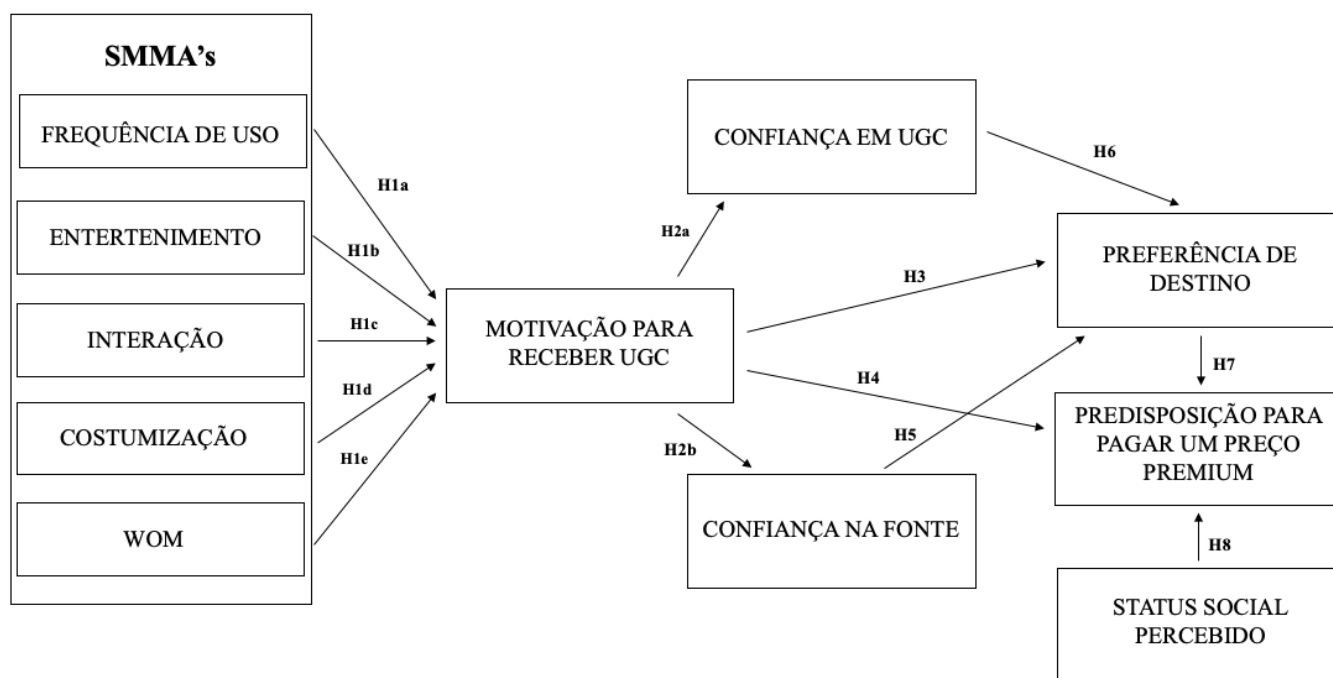 SMMA's
FREQUÊNCIA DE USO
ENTERTENIMENTO
INTERAÇÃO
COSTUMIZAÇÃO
WOM
H1a
H1b
H1c
H1d
H1e
MOTIVAÇÃO PARA
RECEBER UGC
H2a
H2b
CONFIANÇA EM UGC
CONFIANÇA NA FONTE
H3
H4
H5
H6
PREFERÊNCIA DE
DESTINO
H7
PREDISPOSIÇÃO PARA
PAGAR UM PREÇO
PREMIUM
H8
STATUS SOCIAL
PERCEBIDO